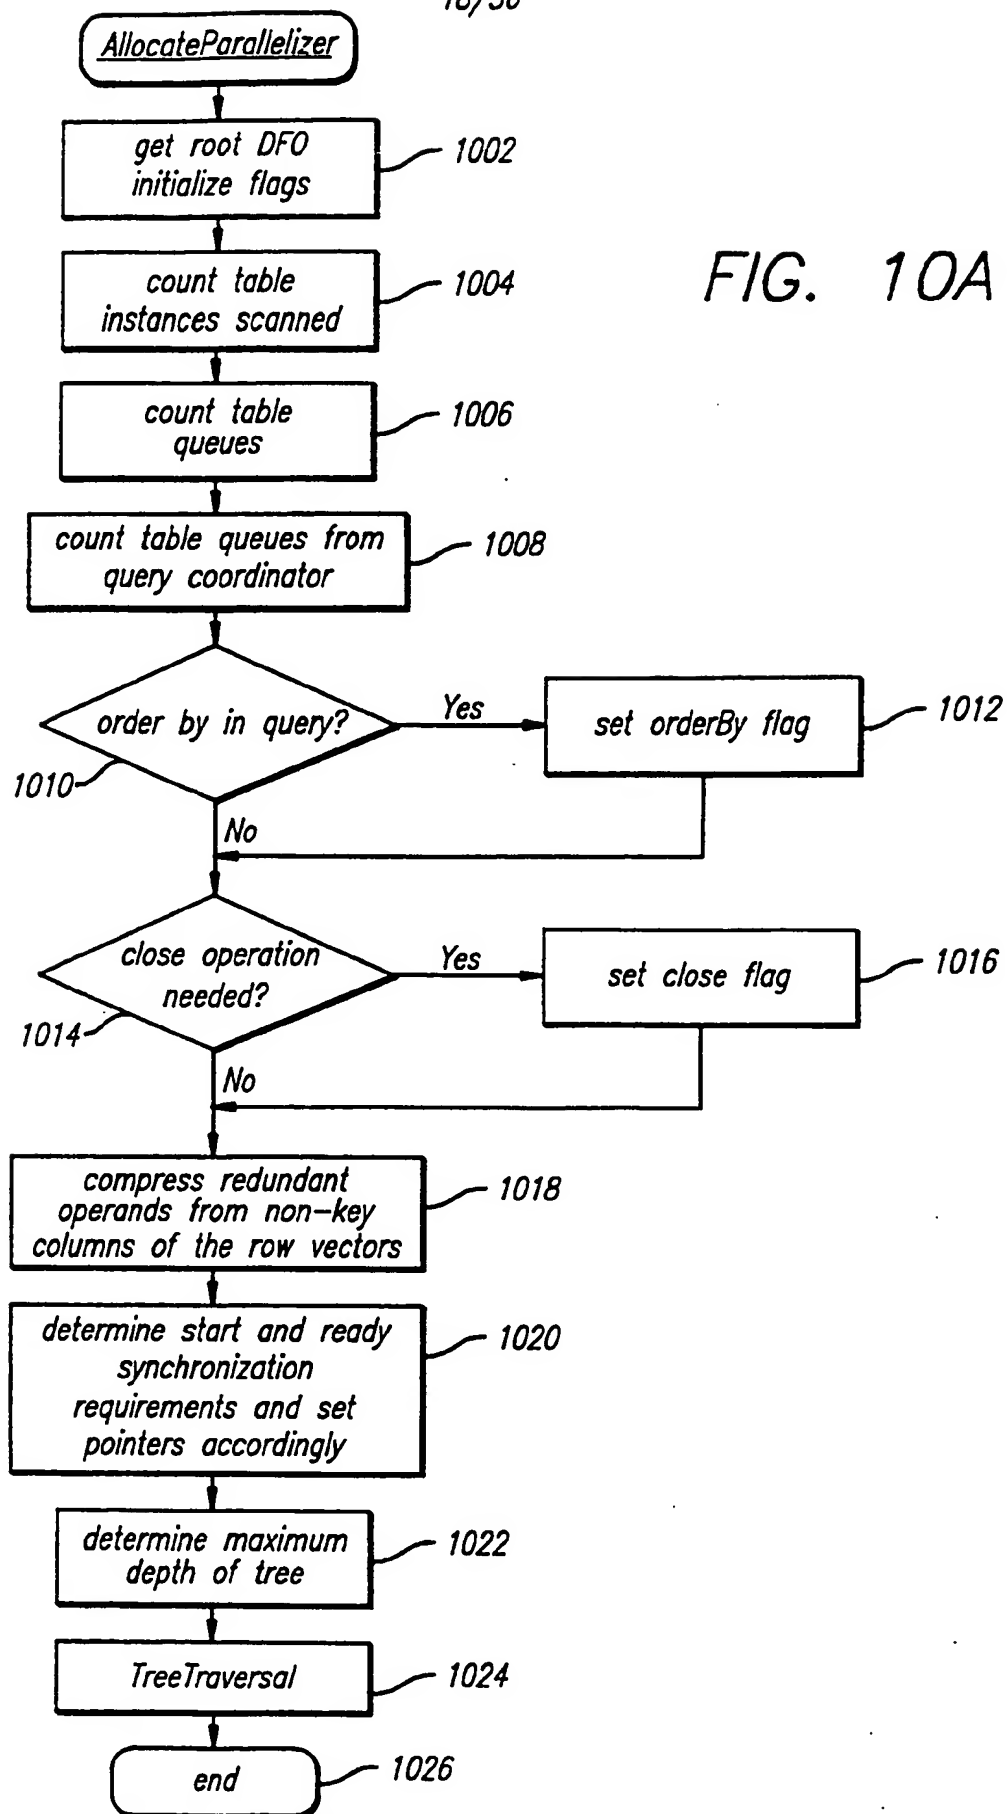 AllocateParallelizer
get root DFO
initialize flags
1002
FIG. 10A
count table
instances scanned
1004
count table
queues
1006
count table queues from
query coordinator
1008
order by in query?
1010
Yes
set orderBy flag
1012
No
close operation
needed?
1014
Yes
set close flag
1016
No
compress redundant
operands from non-key
columns of the row vectors
1018
determine start and ready
synchronization
requirements and set
pointers accordingly
1020
determine maximum
depth of tree
1022
TreeTraversal
1024
end
1026